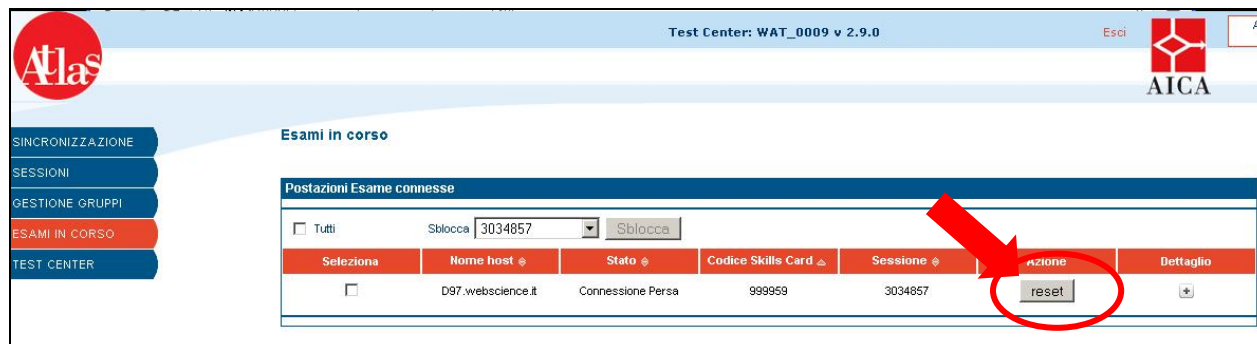 Test Center: WAT_0009 v 2.9.0
Esci
A
Atlas
AICA
SINCRONIZZAZIONE
SESSIONI
GESTIONE GRUPPI
ESAMI IN CORSO
TEST CENTER
Esami in corso
Postazioni Esame connesse
Tutti Sblocca 3034857 Sblocca
Seleziona Nome host Stato Codice Skills Card Sessione Azione Dettaglio
D97.webscience.it Connessione Persa 999959 3034857 reset +